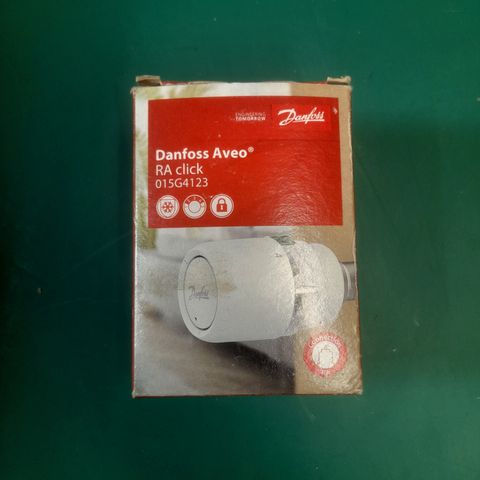 ENGINEERING
TOMORROW
Danfoss
Danfoss Aveo®
RA click
015G4123
Danfoss